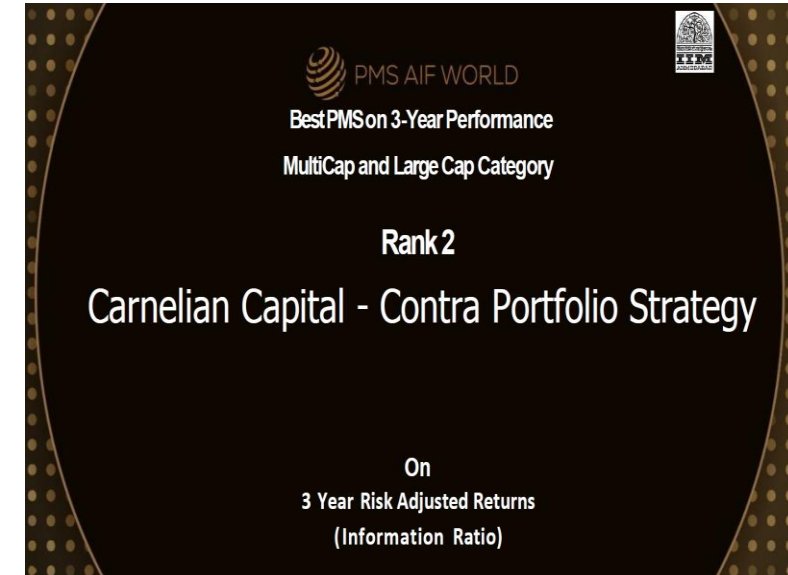 PMS AIF WORLD
IIM
AHMEDABAD
Best PMS on 3-Year Performance
MultiCap and Large Cap Category
Rank 2
Carnelian Capital - Contra Portfolio Strategy
On
3 Year Risk Adjusted Returns
(Information Ratio)